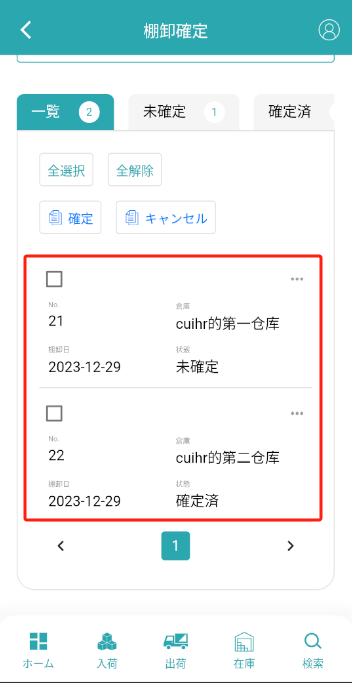 棚卸確定
一覧 2 未確定 1 確定済
全選択 全解除
確定 キャンセル
No. 倉庫
21 cuihr的第一仓库
棚卸日 状態
2023-12-29 未確定
No. 倉庫
22 cuihr的第二仓库
棚卸日 状態
2023-12-29 確定済
1
ホーム 入荷 出荷 在庫 検索